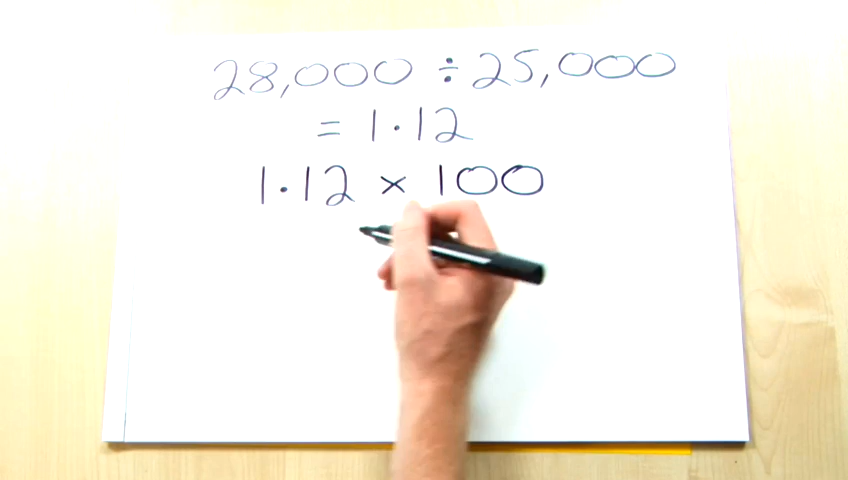 28,000 ÷ 25,000
= 1·12
1·12 × 100